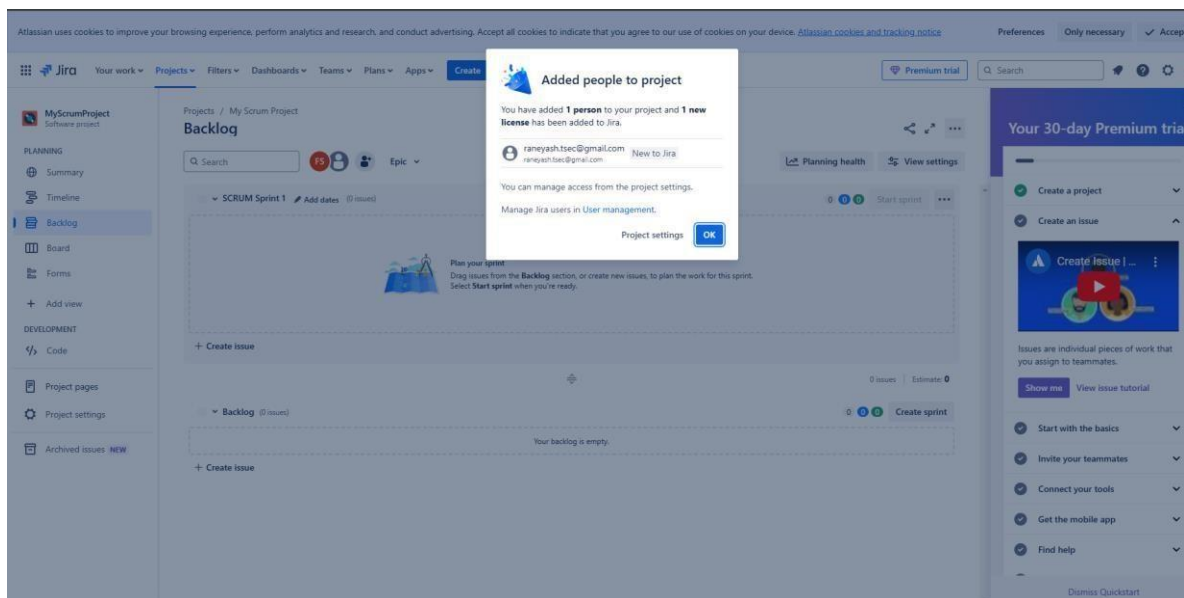 Atlassian uses cookies to improve your browsing experience, perform analytics and research, and conduct advertising. Accept all cookies to indicate that you agree to our use of cookies on your device. Atlassian cookies and tracking notice
Preferences
Only necessary
Accep
Jira
Your work
Projects
Filters
Dashboards
Teams
Plans
Apps
Create
Premium trial
Search
MyScrumProject
Software project
PLANNING
Summary
Timeline
Backlog
Board
Forms
Add view
DEVELOPMENT
Code
Project pages
Project settings
Archived issues NEW
Projects / My Scrum Project
Backlog
Search
FS
Epic
Planning health
View settings
SCRUM Sprint 1 Add dates (0 issues)
0 0 0 Start sprint
Plan your sprint
Drag issues from the Backlog section, or create new issues, to plan the work for this sprint.
Select Start sprint when you're ready.
+ Create issue
0 issues | Estimate: 0
Backlog (0 issues)
0 0 0 Create sprint
Your backlog is empty.
+ Create issue
Added people to project
You have added 1 person to your project and 1 new
license has been added to Jira.
raneyash.tsec@gmail.com New to Jira
raneyash.tsec@gmail.com
You can manage access from the project settings.
Manage Jira users in User management.
Project settings
OK
Your 30-day Premium tria
Create a project
Create an issue
Create Issue | ...
Issues are individual pieces of work that
you assign to teammates.
Show me
View issue tutorial
Start with the basics
Invite your teammates
Connect your tools
Get the mobile app
Find help
Dismiss Quickstart